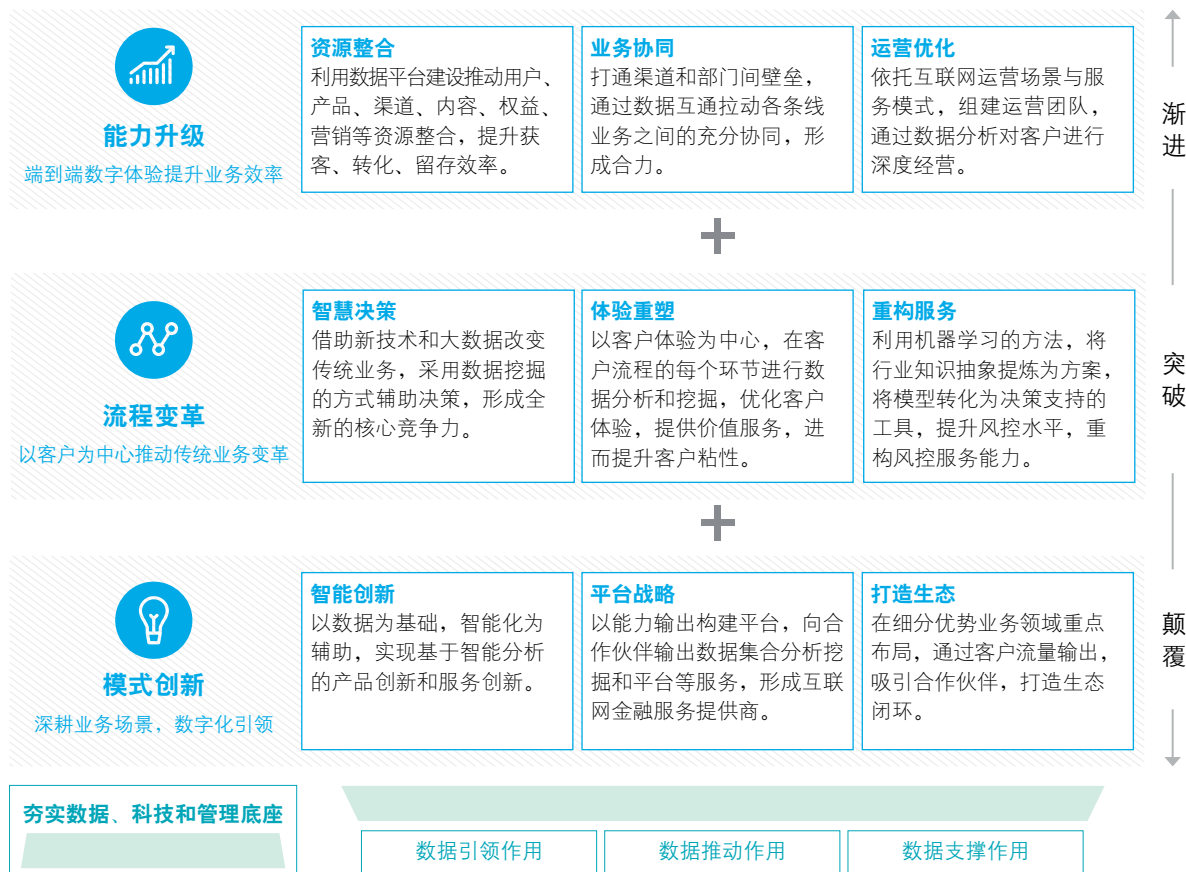 能力升级
端到端数字体验提升业务效率
资源整合
利用数据平台建设推动用户、
产品、渠道、内容、权益、
营销等资源整合，提升获
客、转化、留存效率。
业务协同
打通渠道和部门间壁垒，
通过数据互通拉动各条线
业务之间的充分协同，形
成合力。
运营优化
依托互联网运营场景与服
务模式，组建运营团队，
通过数据分析对客户进行
深度经营。
渐
进
+
流程变革
以客户为中心推动传统业务变革
智慧决策
借助新技术和大数据改变
传统业务，采用数据挖掘
的方式辅助决策，形成全
新的核心竞争力。
体验重塑
以客户体验为中心，在客
户流程的每个环节进行数
据分析和挖掘，优化客户
体验，提供价值服务，进
而提升客户粘性。
重构服务
利用机器学习的方法，将
行业知识抽象提炼为方案，
将模型转化为决策支持的
工具，提升风控水平，重
构风控服务能力。
突
破
+
模式创新
深耕业务场景，数字化引领
智能创新
以数据为基础，智能化为
辅助，实现基于智能分析
的产品创新和服务创新。
平台战略
以能力输出构建平台，向合
作伙伴输出数据集合分析挖
掘和平台等服务，形成互联
网金融服务提供商。
打造生态
在细分优势业务领域重点
布局，通过客户流量输出，
吸引合作伙伴，打造生态
闭环。
颠
覆
夯实数据、科技和管理底座
数据引领作用
数据推动作用
数据支撑作用